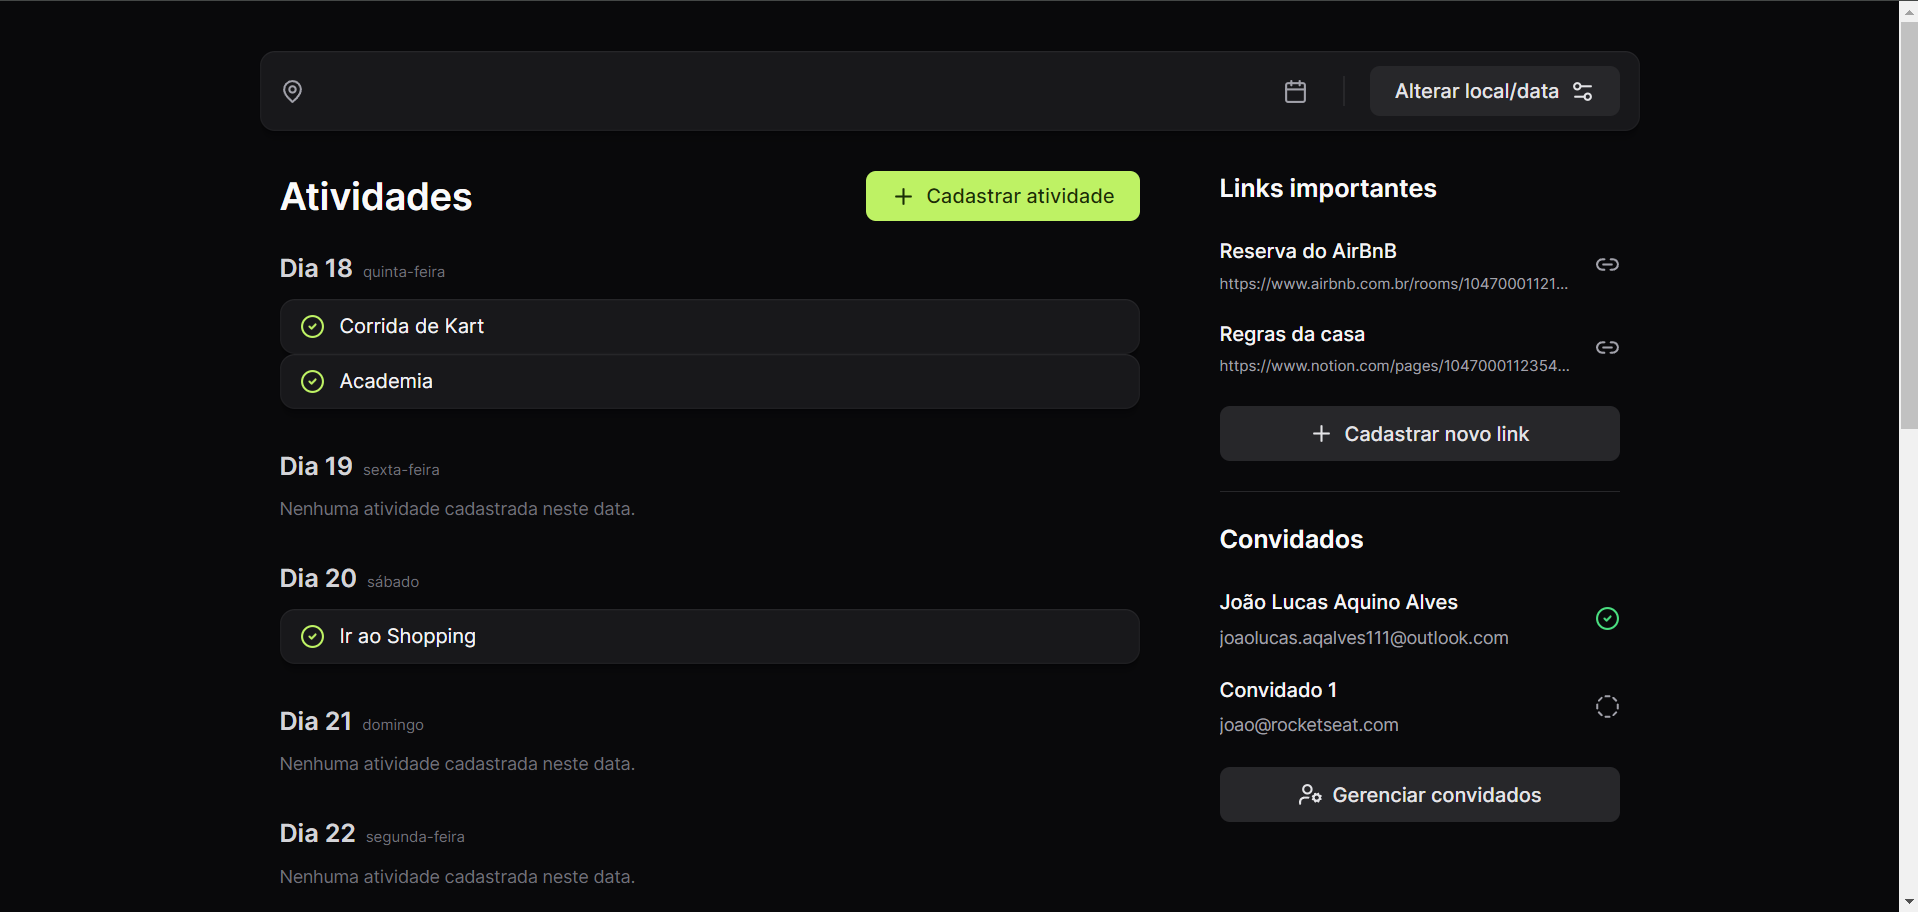 Alterar local/data
Atividades
Cadastrar atividade
Dia 18 quinta-feira
Corrida de Kart
Academia
Dia 19 sexta-feira
Nenhuma atividade cadastrada neste data.
Dia 20 sábado
Ir ao Shopping
Dia 21 domingo
Nenhuma atividade cadastrada neste data.
Dia 22 segunda-feira
Nenhuma atividade cadastrada neste data.
Links importantes
Reserva do AirBnB
https://www.airbnb.com.br/rooms/10470001121...
Regras da casa
https://www.notion.com/pages/1047000112354...
Cadastrar novo link
Convidados
João Lucas Aquino Alves
joaolucas.aqalves111@outlook.com
Convidado 1
joao@rocketseat.com
Gerenciar convidados